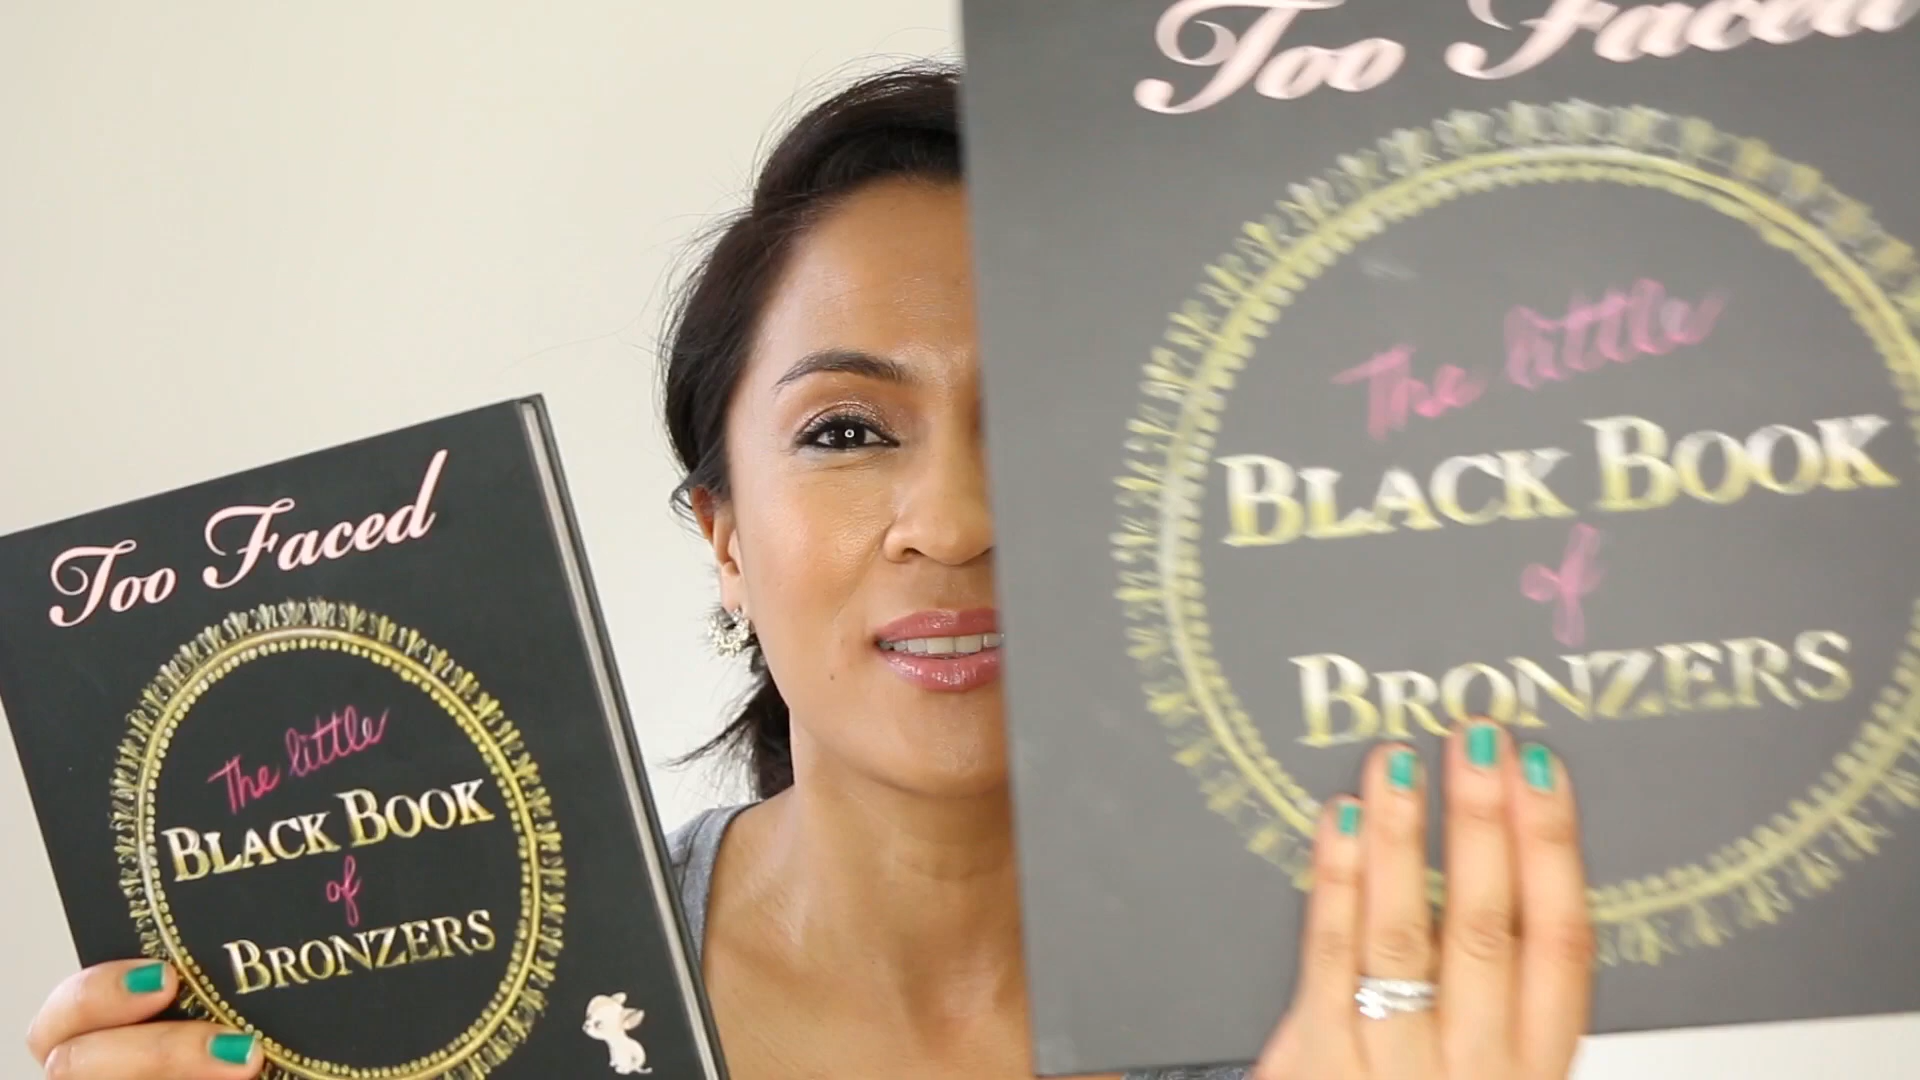 Too Faced
The little
BLACK BOOK
of
BRONZERS
Too Faced
The little
BLACK BOOK
of
BRONZERS